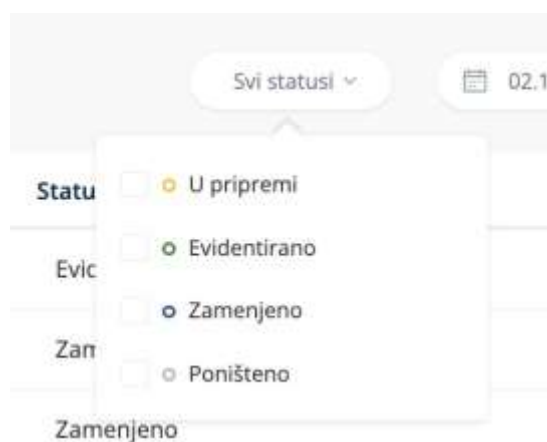 Svi statusi
02.1
Statu
U pripremi
Evidentirano
Evic
Zamenjeno
Zam
Poništeno
Zamenjeno